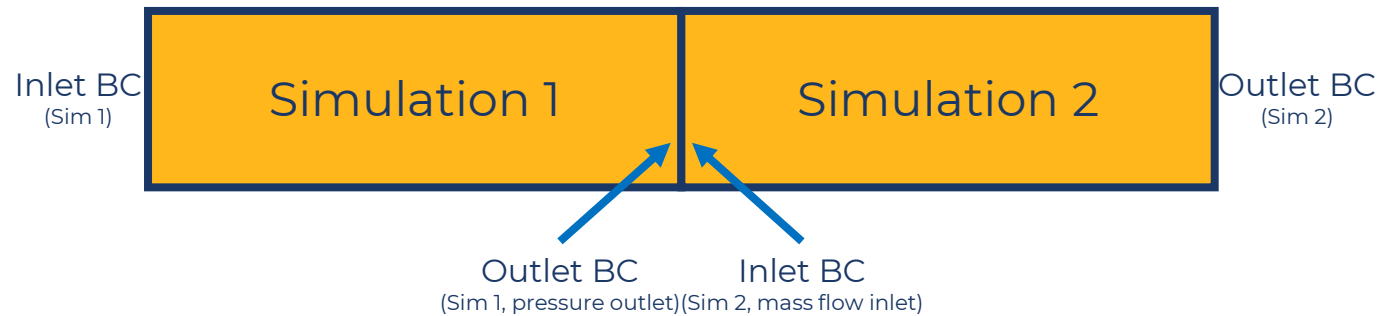 Inlet BC
(Sim 1)
Simulation 1
Simulation 2
Outlet BC
(Sim 2)
Outlet BC
(Sim 1, pressure outlet)
Inlet BC
(Sim 2, mass flow inlet)